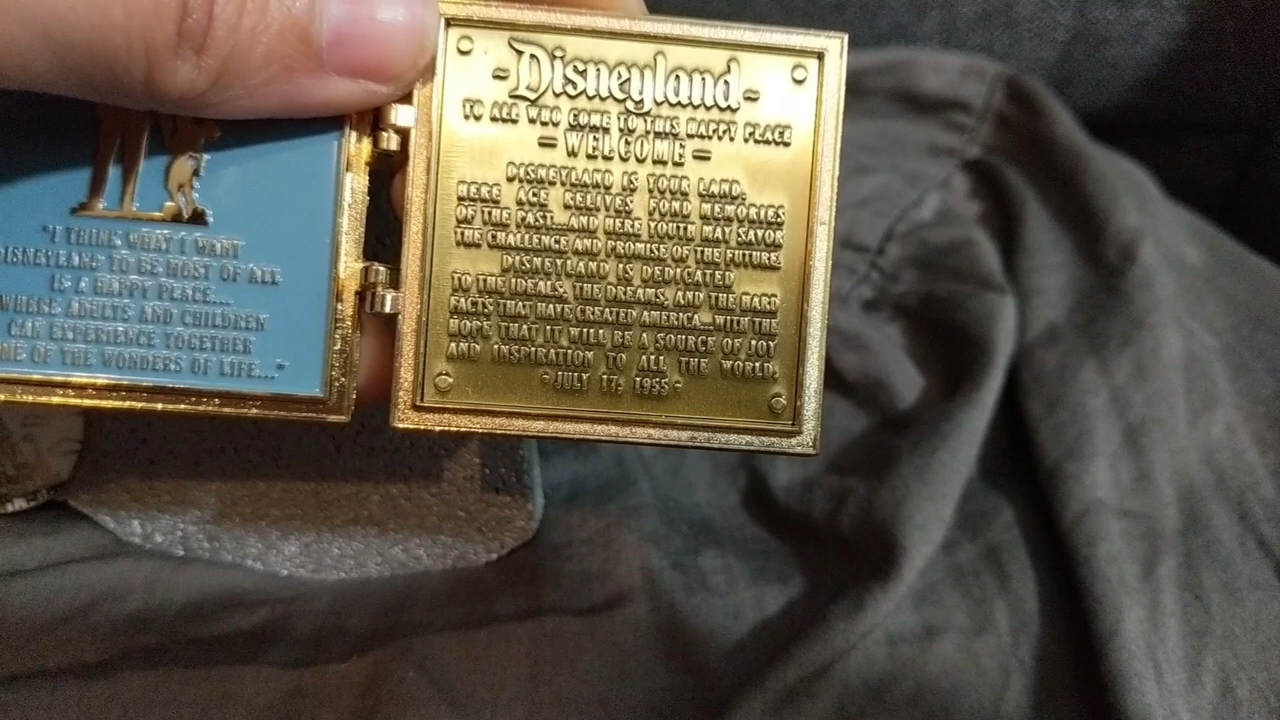 "I THINK WHAT I WANT
DISNEYLAND TO BE MOST OF ALL
IS A HAPPY PLACE...
WHERE ADULTS AND CHILDREN
CAN EXPERIENCE TOGETHER
OF THE WONDERS OF LIFE..."
~Disneyland~
TO ALL WHO COME TO THIS HAPPY PLACE
- WELCOME -
DISNEYLAND IS YOUR LAND.
HERE AGE RELIVES FOND MEMORIES
OF THE PAST...AND HERE YOUTH MAY SAVOR
THE CHALLENGE AND PROMISE OF THE FUTURE.
DISNEYLAND IS DEDICATED
TO THE IDEALS, THE DREAMS, AND THE HARD
FACTS THAT HAVE CREATED AMERICA...WITH THE
HOPE THAT IT WILL BE A SOURCE OF JOY
AND INSPIRATION TO ALL THE WORLD.
- JULY 17, 1955 -